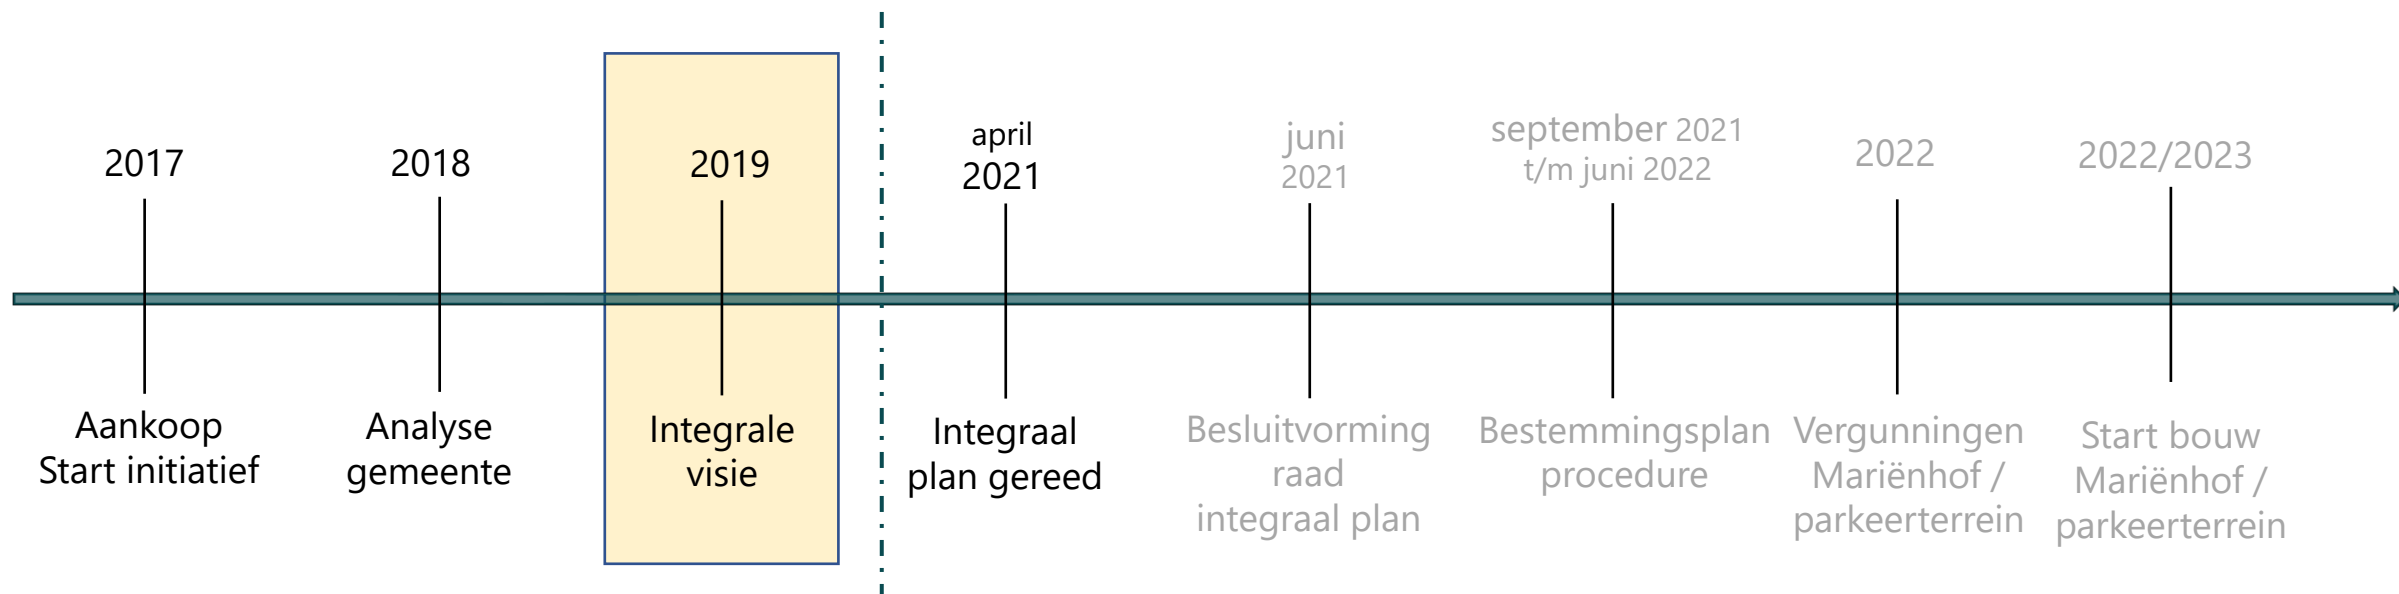 2017
Aankoop
Start initiatief
2018
Analyse
gemeente
2019
Integrale
visie
april
2021
Integraal
plan gereed
juni
2021
Besluitvorming
raad
integraal plan
september 2021
t/m juni 2022
Bestemmingsplan
procedure
2022
Vergunningen
Mariënhof /
parkeerterrein
2022/2023
Start bouw
Mariënhof /
parkeerterrein